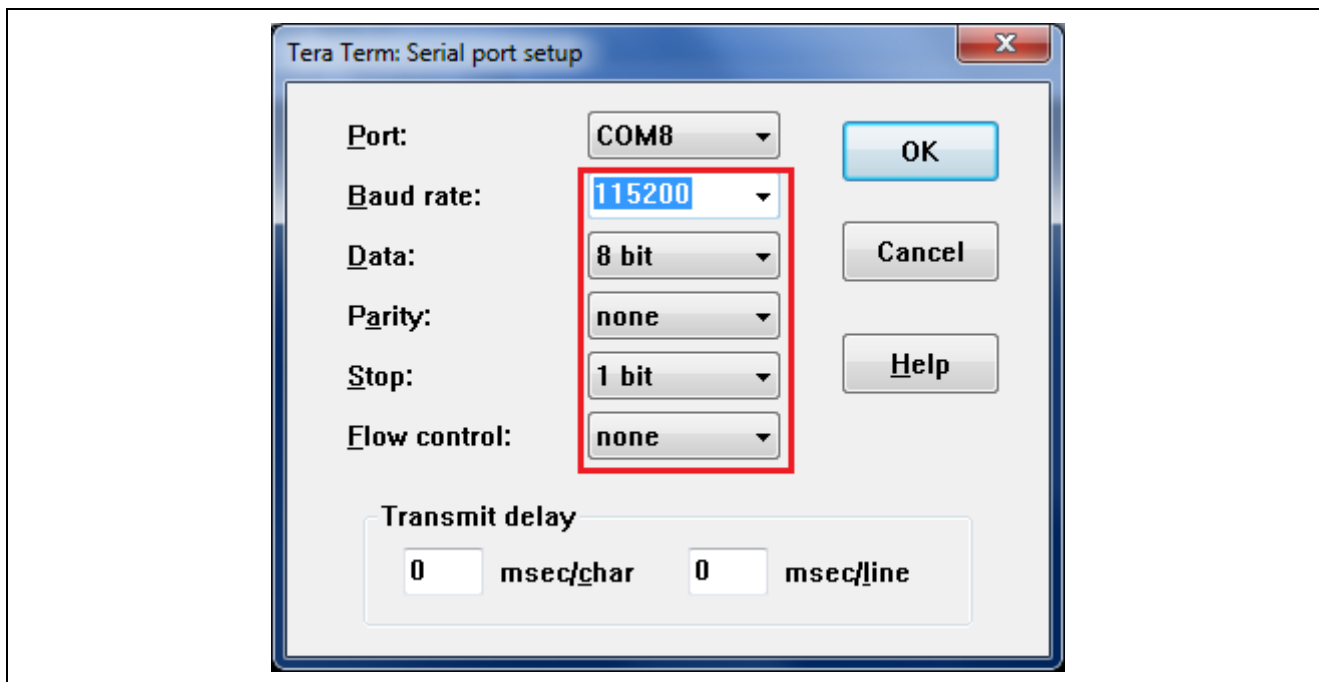 Tera Term: Serial port setup
Port: COM8 OK
Baud rate: 115200
Data: 8 bit Cancel
Parity: none
Stop: 1 bit Help
Flow control: none
Transmit delay
0 msec/char 0 msec/line